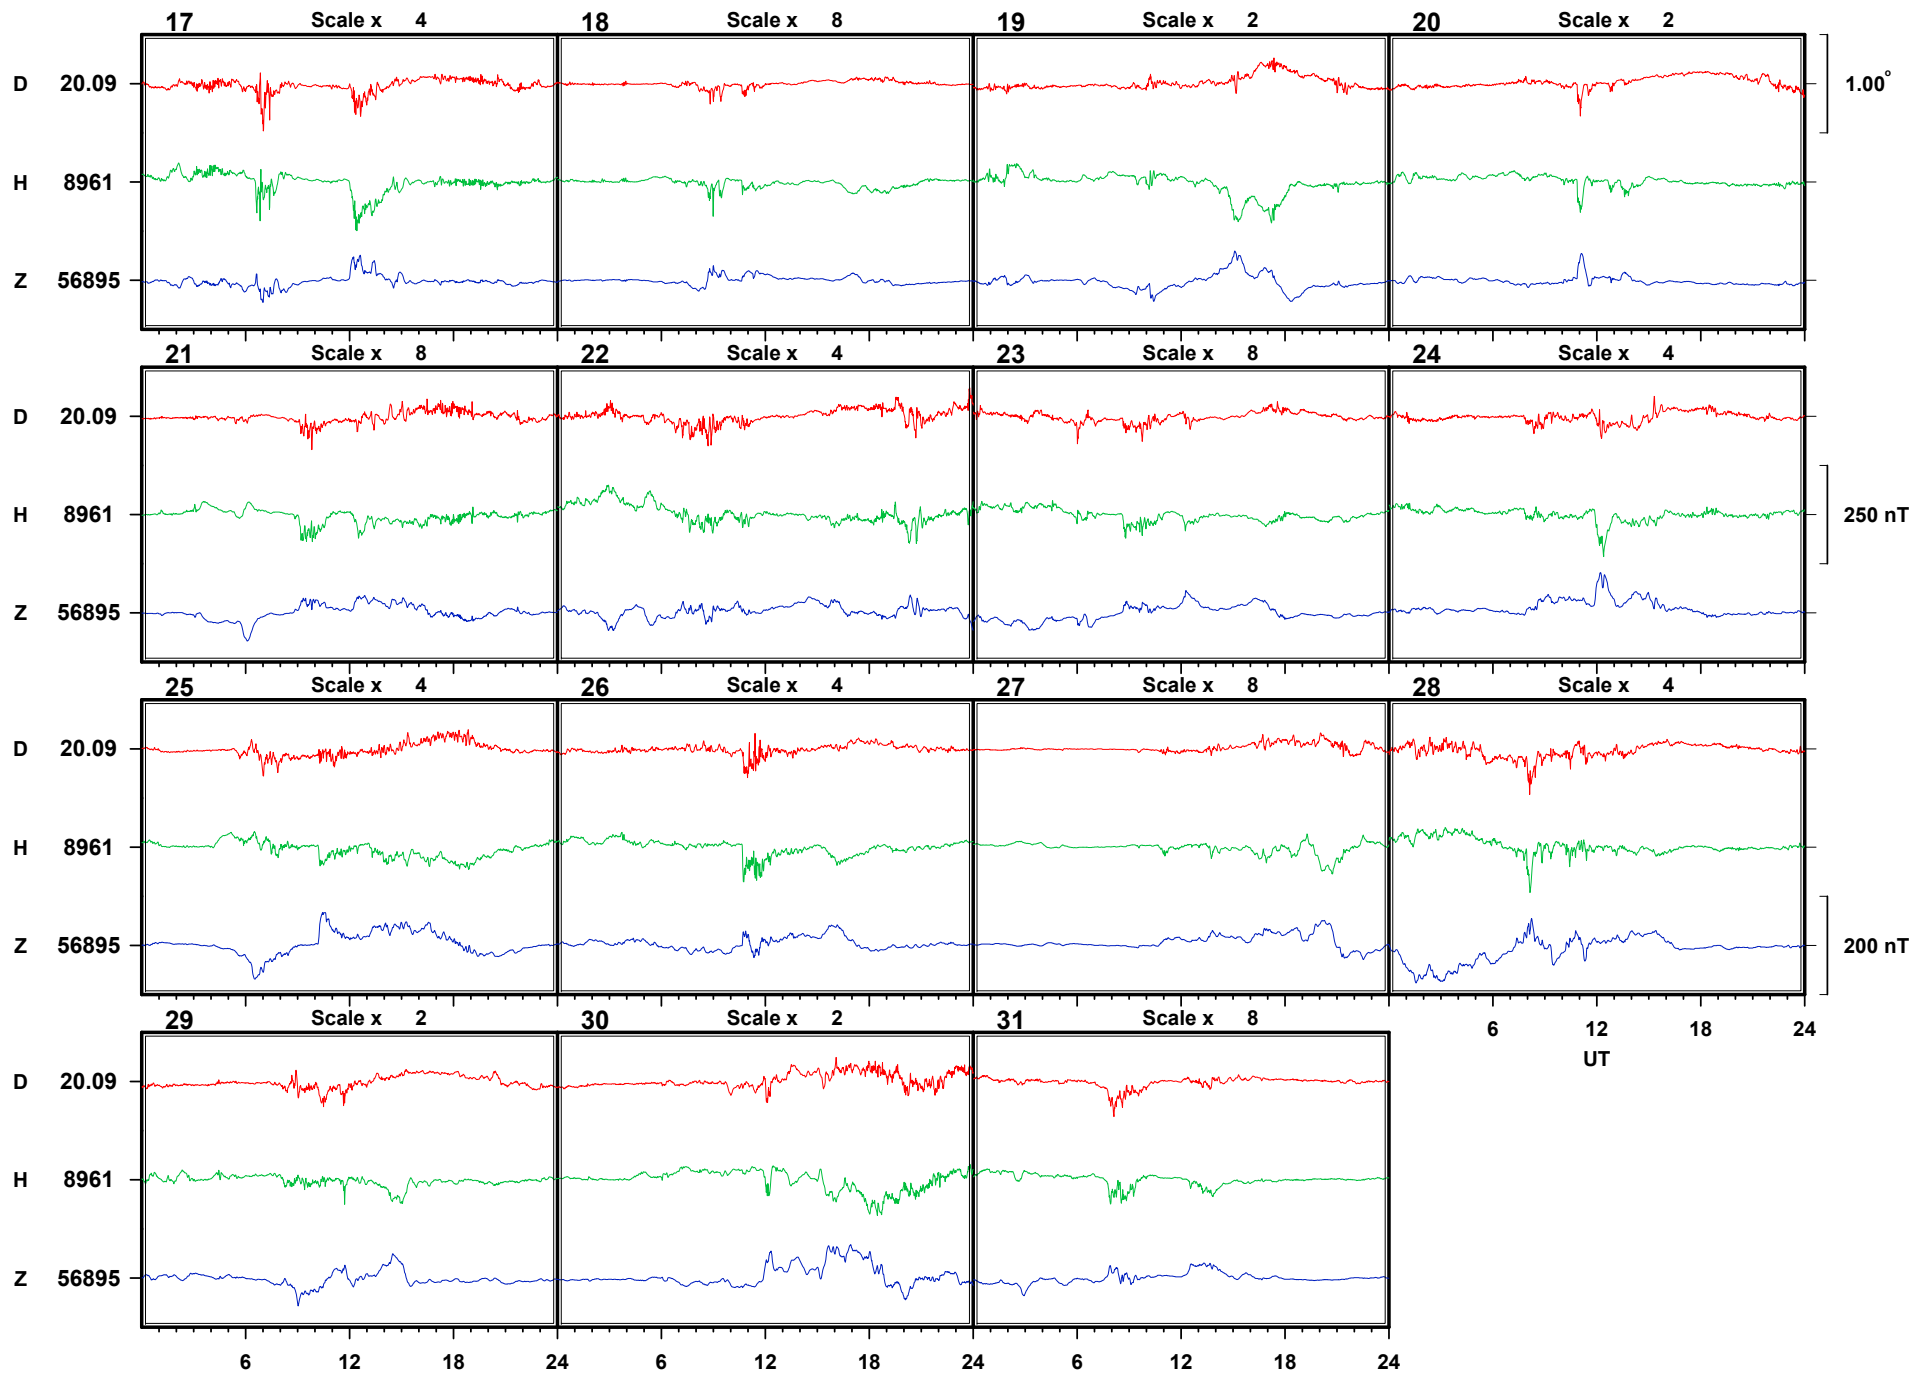 17 Scale x 4 18 Scale x 8 19 Scale x 2 20 Scale x 2
D 20.09 1.00°
H 8961
Z 56895
21 Scale x 8 22 Scale x 4 23 Scale x 8 24 Scale x 4
D 20.09
H 8961 250 nT
Z 56895
25 Scale x 4 26 Scale x 4 27 Scale x 8 28 Scale x 4
D 20.09
H 8961
Z 56895 200 nT
29 Scale x 2 30 Scale x 2 31 Scale x 8 6 12 18 24
UT
D 20.09
H 8961
Z 56895
6 12 18 24 6 12 18 24 6 12 18 24